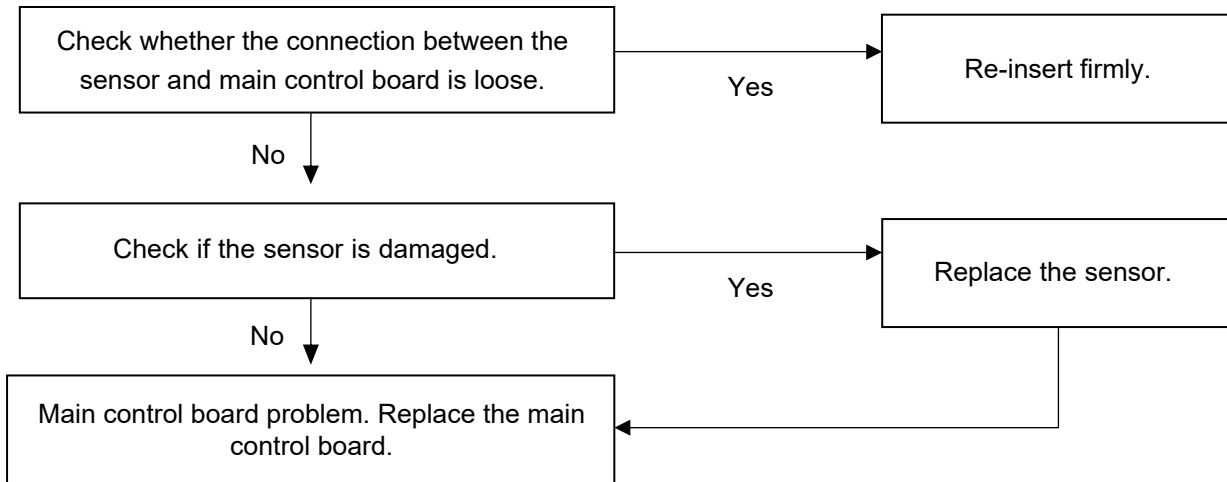 Check whether the connection between the
sensor and main control board is loose.
Yes
Re-insert firmly.
No
Check if the sensor is damaged.
Yes
Replace the sensor.
No
Main control board problem. Replace the main
control board.